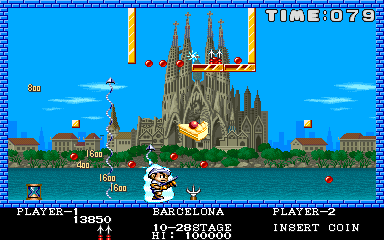 TIME:079
800
1600
1600
400
1600
1600
PLAYER-1 BARCELONA PLAYER-2
13850 10-28STAGE INSERT COIN
HI: 100000